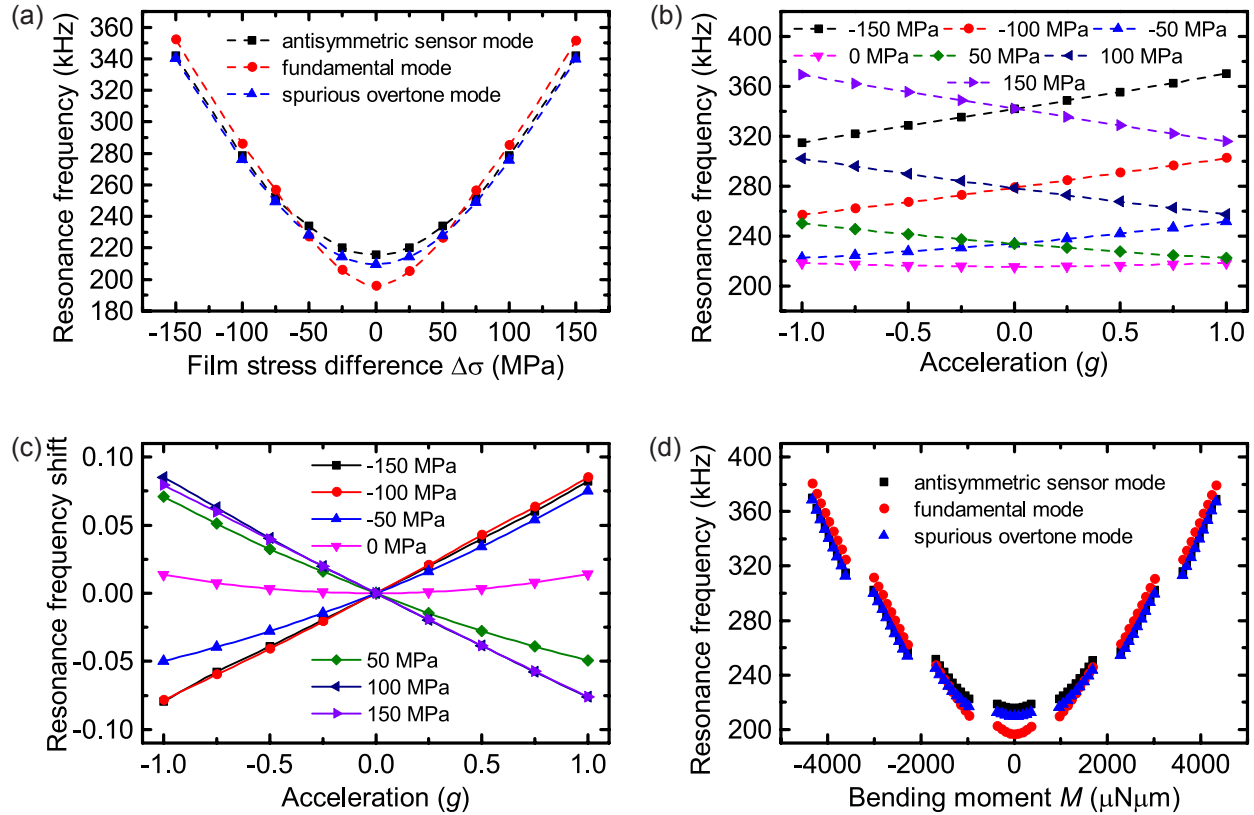 (a)
360
340
320
300
280
260
240
220
200
180
Resonance frequency (kHz)
antisymmetric sensor mode
fundamental mode
spurious overtone mode
-150 -100 -50 0 50 100 150
Film stress difference Δσ (MPa)
(b)
400
360
320
280
240
200
Resonance frequency (kHz)
-150 MPa -100 MPa -50 MPa
0 MPa 50 MPa 100 MPa
150 MPa
-1.0 -0.5 0.0 0.5 1.0
Acceleration (g)
(c)
0.10
0.05
0.00
-0.05
-0.10
Resonance frequency shift
-150 MPa
-100 MPa
-50 MPa
0 MPa
50 MPa
100 MPa
150 MPa
-1.0 -0.5 0.0 0.5 1.0
Acceleration (g)
(d)
400
360
320
280
240
200
Resonance frequency (kHz)
antisymmetric sensor mode
fundamental mode
spurious overtone mode
-4000 -2000 0 2000 4000
Bending moment M (μNμm)